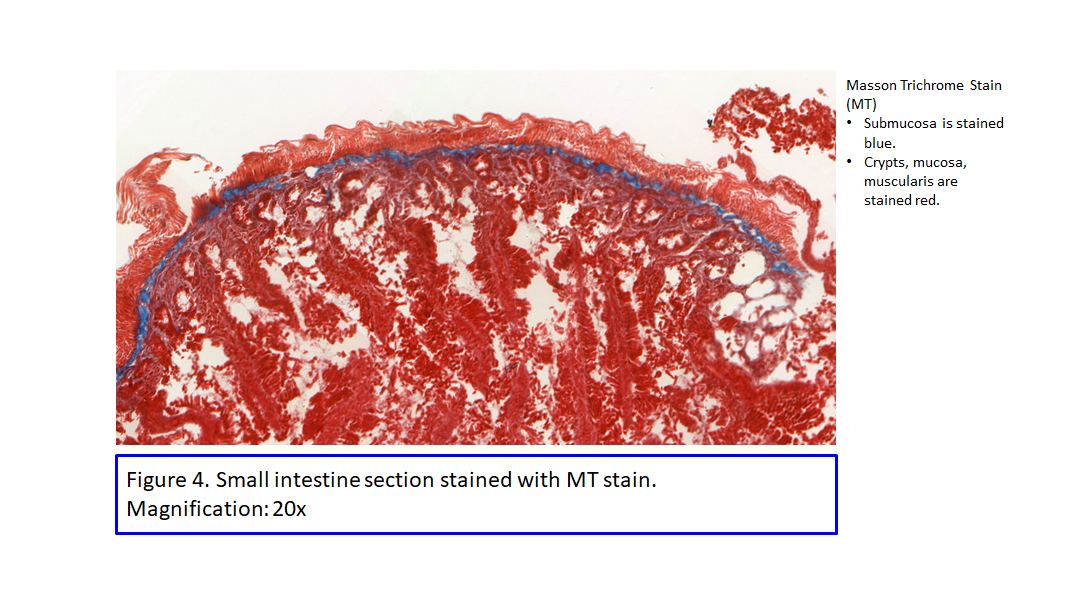 Masson Trichrome Stain
(MT)
• Submucosa is stained
blue.
• Crypts, mucosa,
muscularis are
stained red.
Figure 4. Small intestine section stained with MT stain.
Magnification: 20x